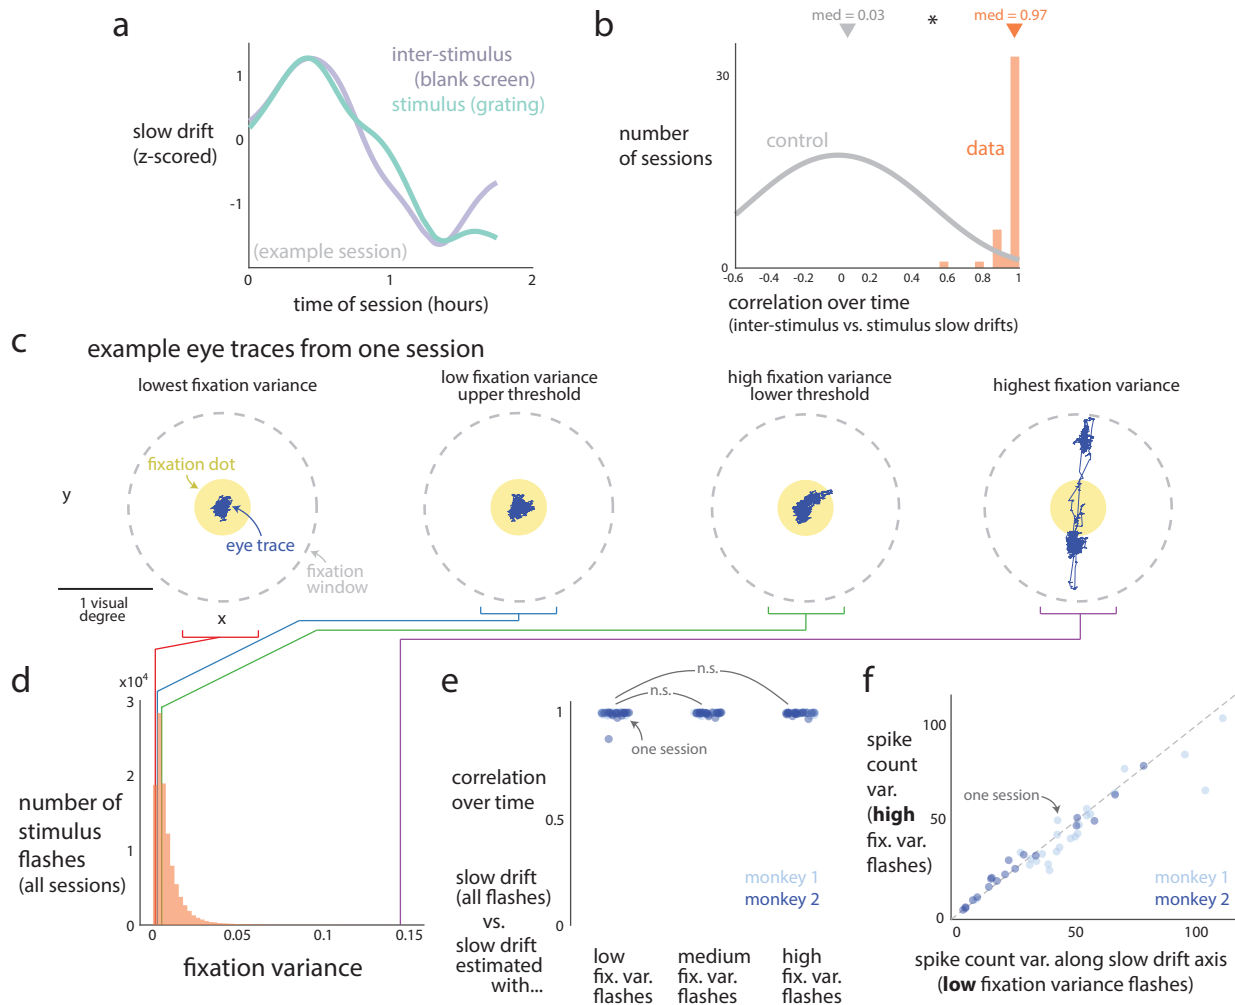 a
inter-stimulus
(blank screen)
stimulus (grating)
slow drift
(z-scored)
1
0
-1
(example session)
0
1
2
time of session (hours)
b
med = 0.03
*
med = 0.97
30
number
of sessions
control
data
0
-0.6
-0.4
-0.2
0
0.2
0.4
0.6
0.8
1
correlation over time
(inter-stimulus vs. stimulus slow drifts)
c
example eye traces from one session
lowest fixation variance
low fixation variance
upper threshold
high fixation variance
lower threshold
highest fixation variance
fixation dot
y
eye trace
fixation
window
1 visual
degree
x
d
x10⁴
3
2
1
0
number of
stimulus
flashes
(all sessions)
0
0.05
0.1
0.15
fixation variance
e
n.s.
n.s.
1
one session
correlation
over time
0.5
slow drift
(all flashes)
vs.
slow drift
estimated
with...
monkey 1
monkey 2
0
low
fix. var.
flashes
medium
fix. var.
flashes
high
fix. var.
flashes
f
100
spike
count
var.
(high
fix. var.
flashes)
one session
50
monkey 1
monkey 2
0
0
50
100
spike count var. along slow drift axis
(low fixation variance flashes)